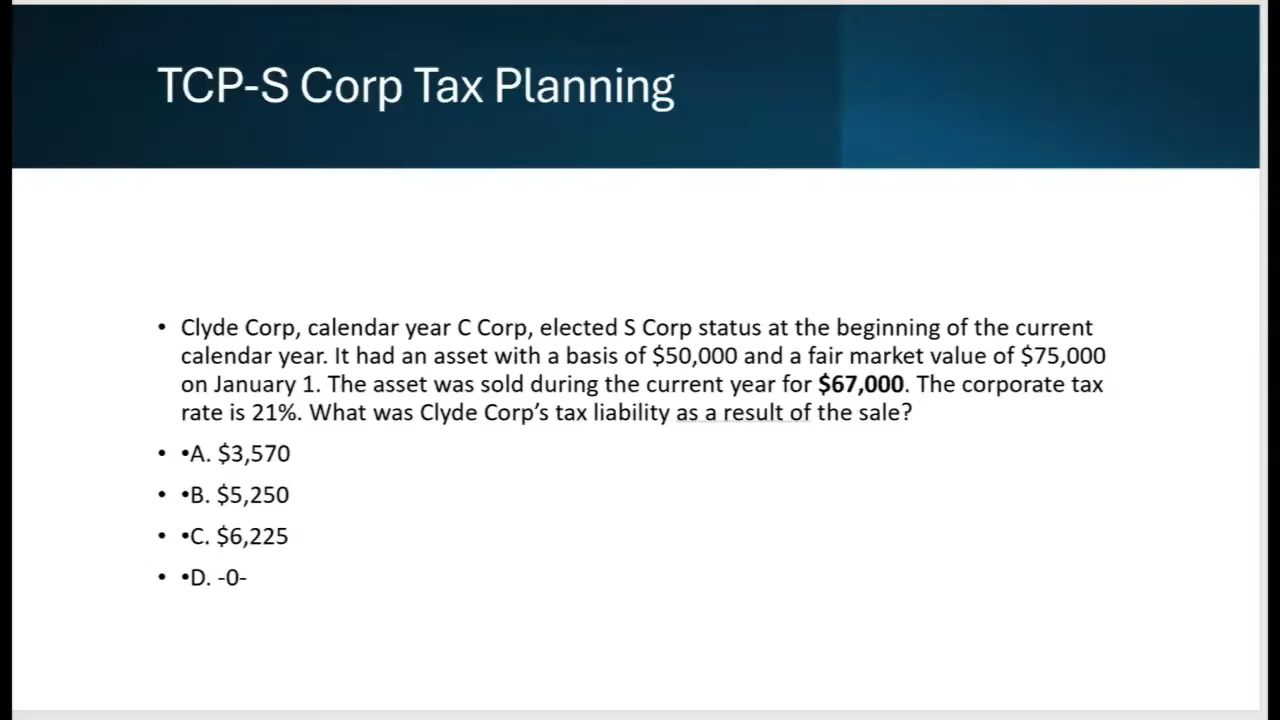 TCP-S Corp Tax Planning
• Clyde Corp, calendar year C Corp, elected S Corp status at the beginning of the current
calendar year. It had an asset with a basis of $50,000 and a fair market value of $75,000
on January 1. The asset was sold during the current year for $67,000. The corporate tax
rate is 21%. What was Clyde Corp’s tax liability as a result of the sale?
• •A. $3,570
• •B. $5,250
• •C. $6,225
• •D. -0-